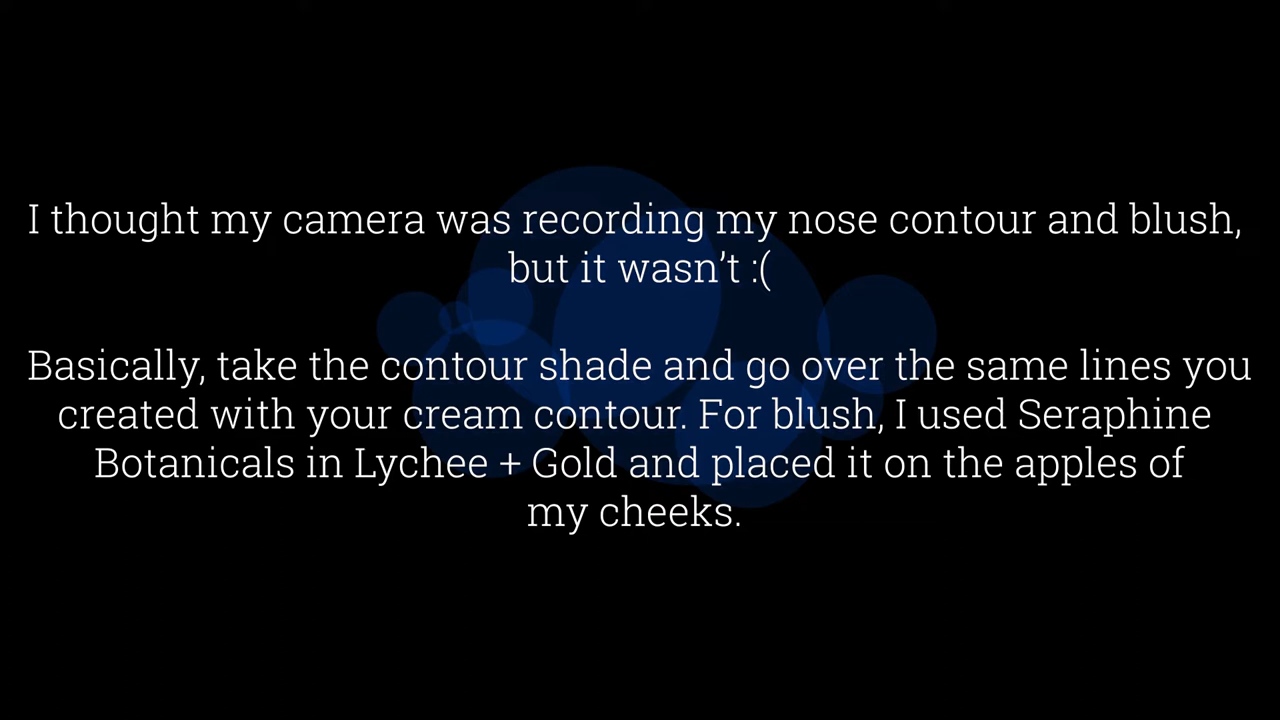 I thought my camera was recording my nose contour and blush,
but it wasn’t :(
Basically, take the contour shade and go over the same lines you
created with your cream contour. For blush, I used Seraphine
Botanicals in Lychee + Gold and placed it on the apples of
my cheeks.